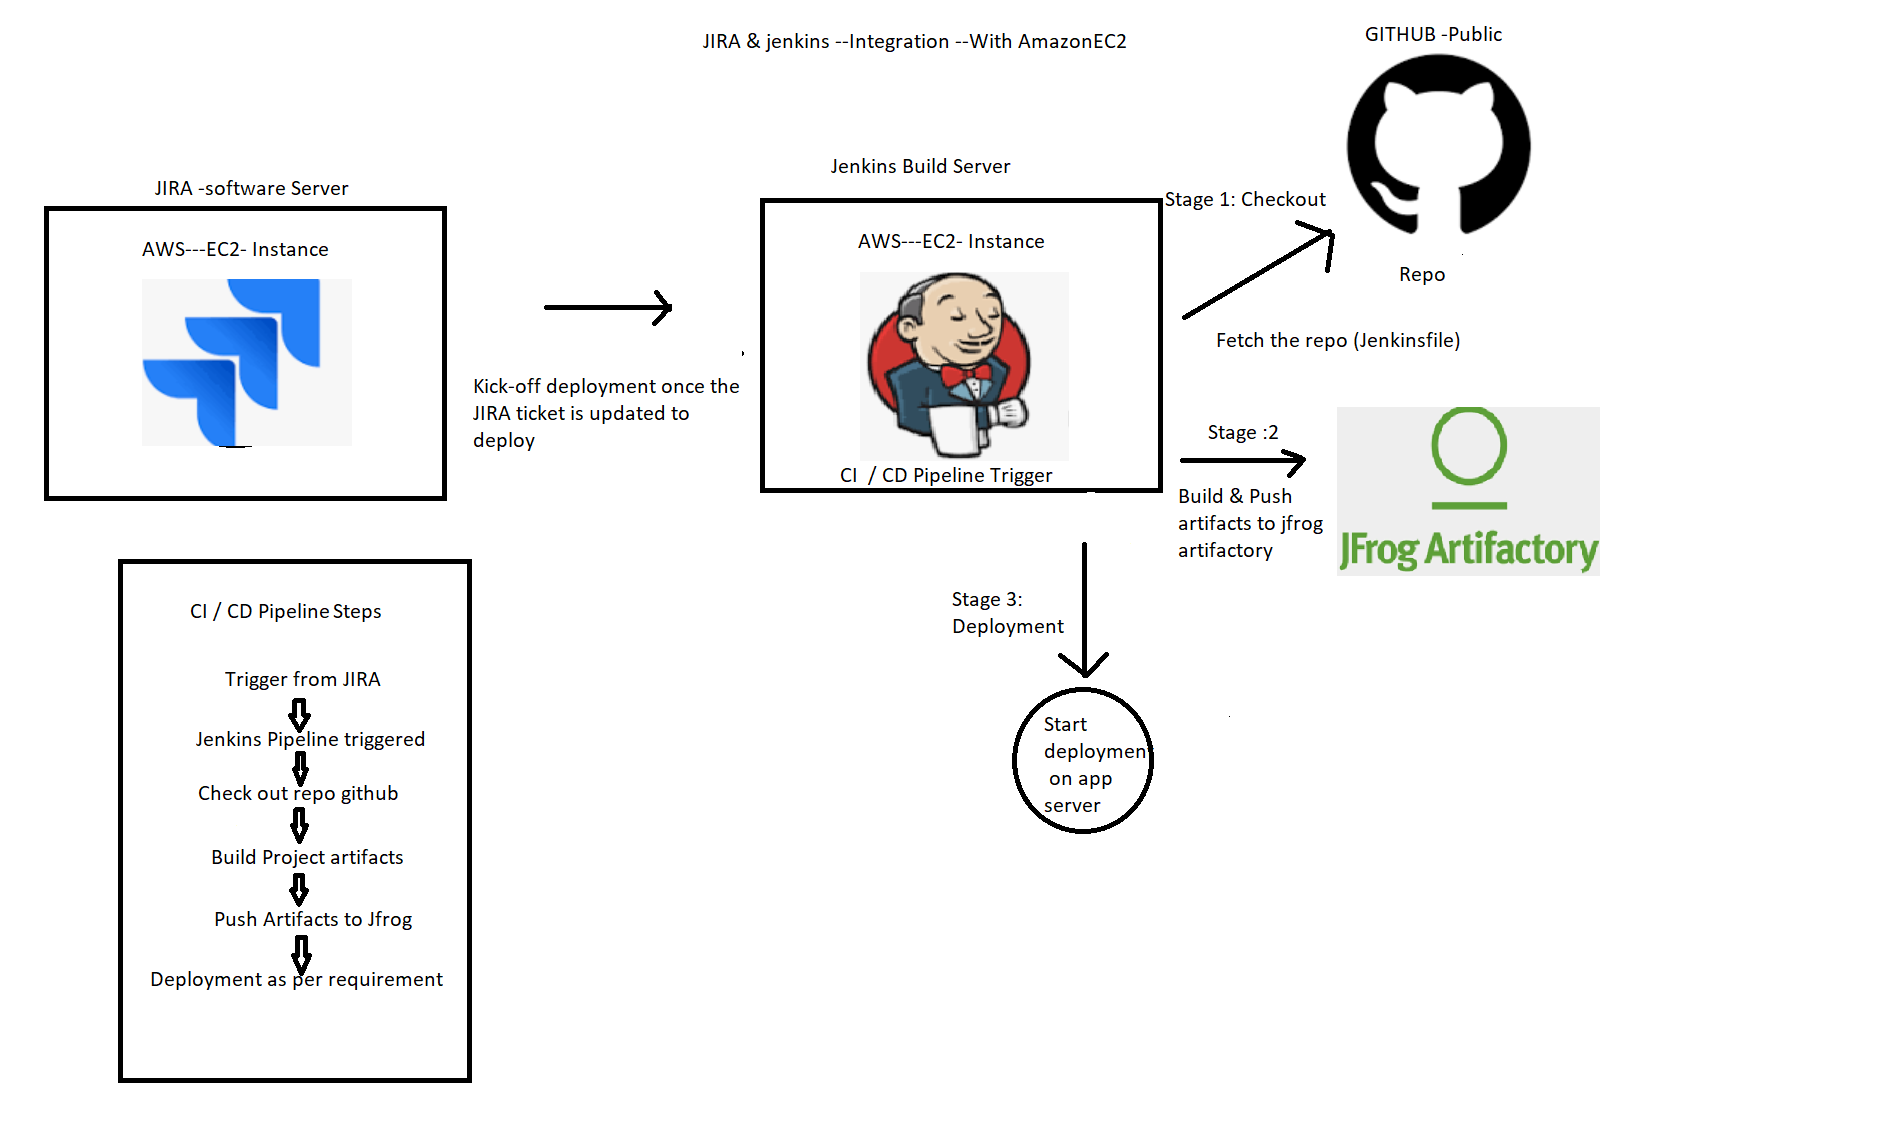 JIRA & jenkins --Integration --With AmazonEC2
GITHUB -Public
JIRA -software Server
AWS---EC2- Instance
Kick-off deployment once the
JIRA ticket is updated to
deploy
Jenkins Build Server
AWS---EC2- Instance
CI / CD Pipeline Trigger
Stage 1: Checkout
Repo
Fetch the repo (Jenkinsfile)
Stage :2
Build & Push
artifacts to jfrog
artifactory
JFrog Artifactory
Stage 3:
Deployment
Start
deploymen
on app
server
CI / CD Pipeline Steps
Trigger from JIRA
Jenkins Pipeline triggered
Check out repo github
Build Project artifacts
Push Artifacts to Jfrog
Deployment as per requirement